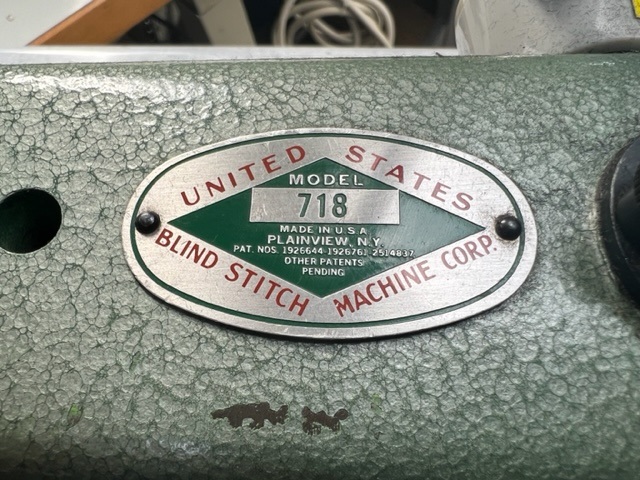 UNITED STATES
MODEL
718
MADE IN U.S.A
PLAINVIEW, N.Y.
PAT. NOS. 1926644-1926761 2514837
OTHER PATENTS
PENDING
BLIND STITCH MACHINE CORP.